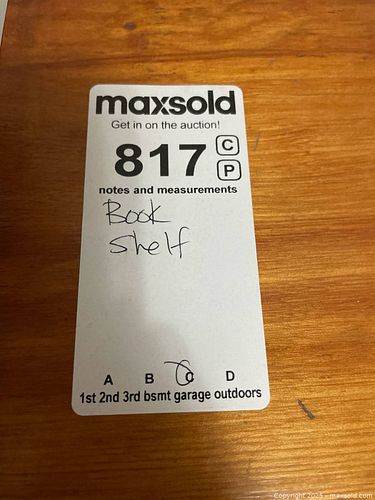 maxsold
Get in on the auction!
817 C
P
notes and measurements
Book
Shelf
A B C D
1st 2nd 3rd bsmt garage outdoors
Copyright 2025 - maxsold.com